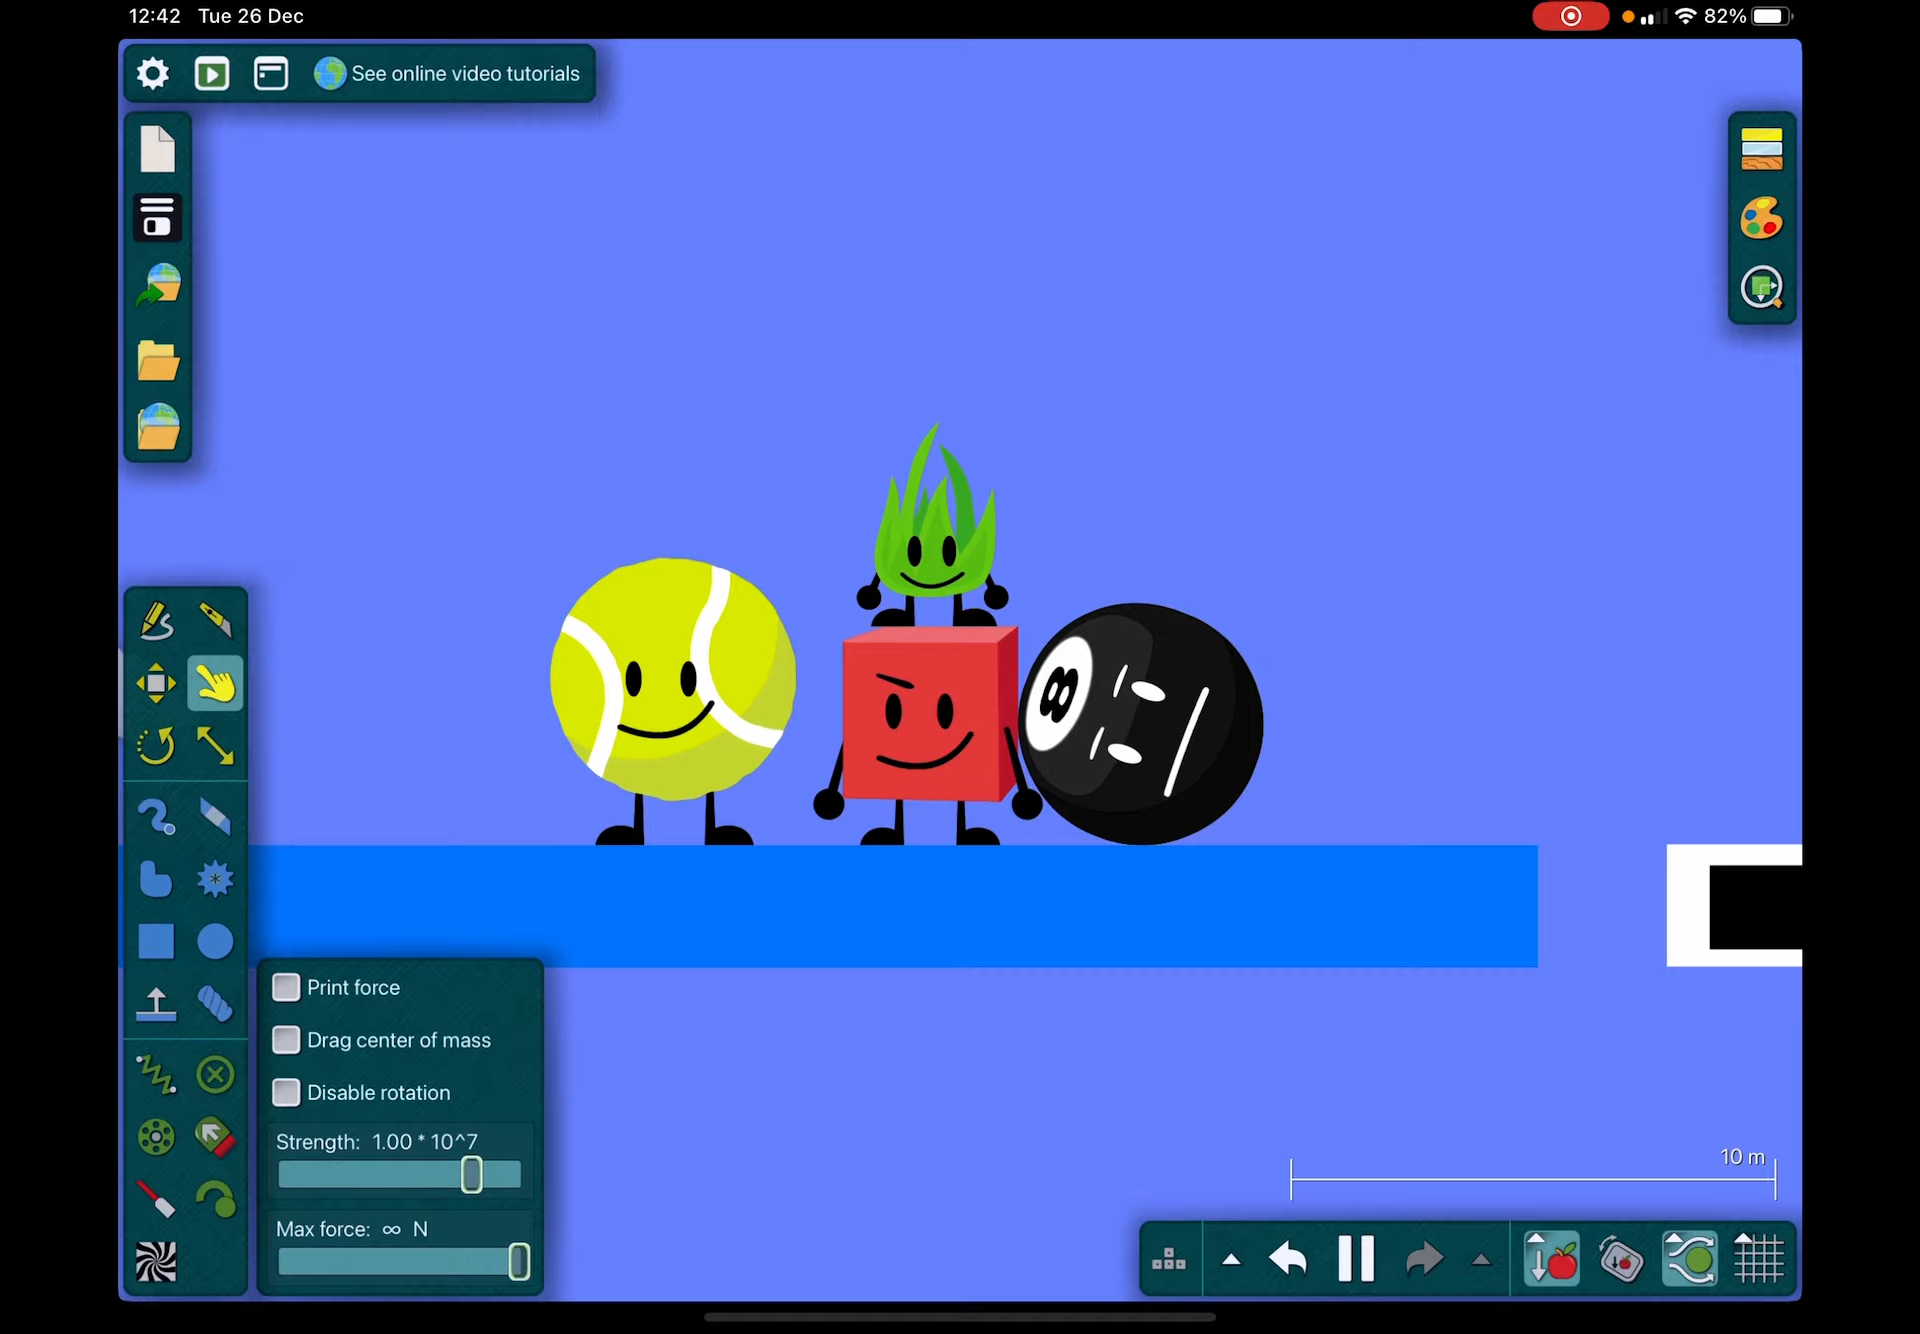 12:42 Tue 26 Dec
82%
See online video tutorials
8
Print force
Drag center of mass
Disable rotation
Strength: 1.00 * 10^7
Max force: ∞ N
10 m